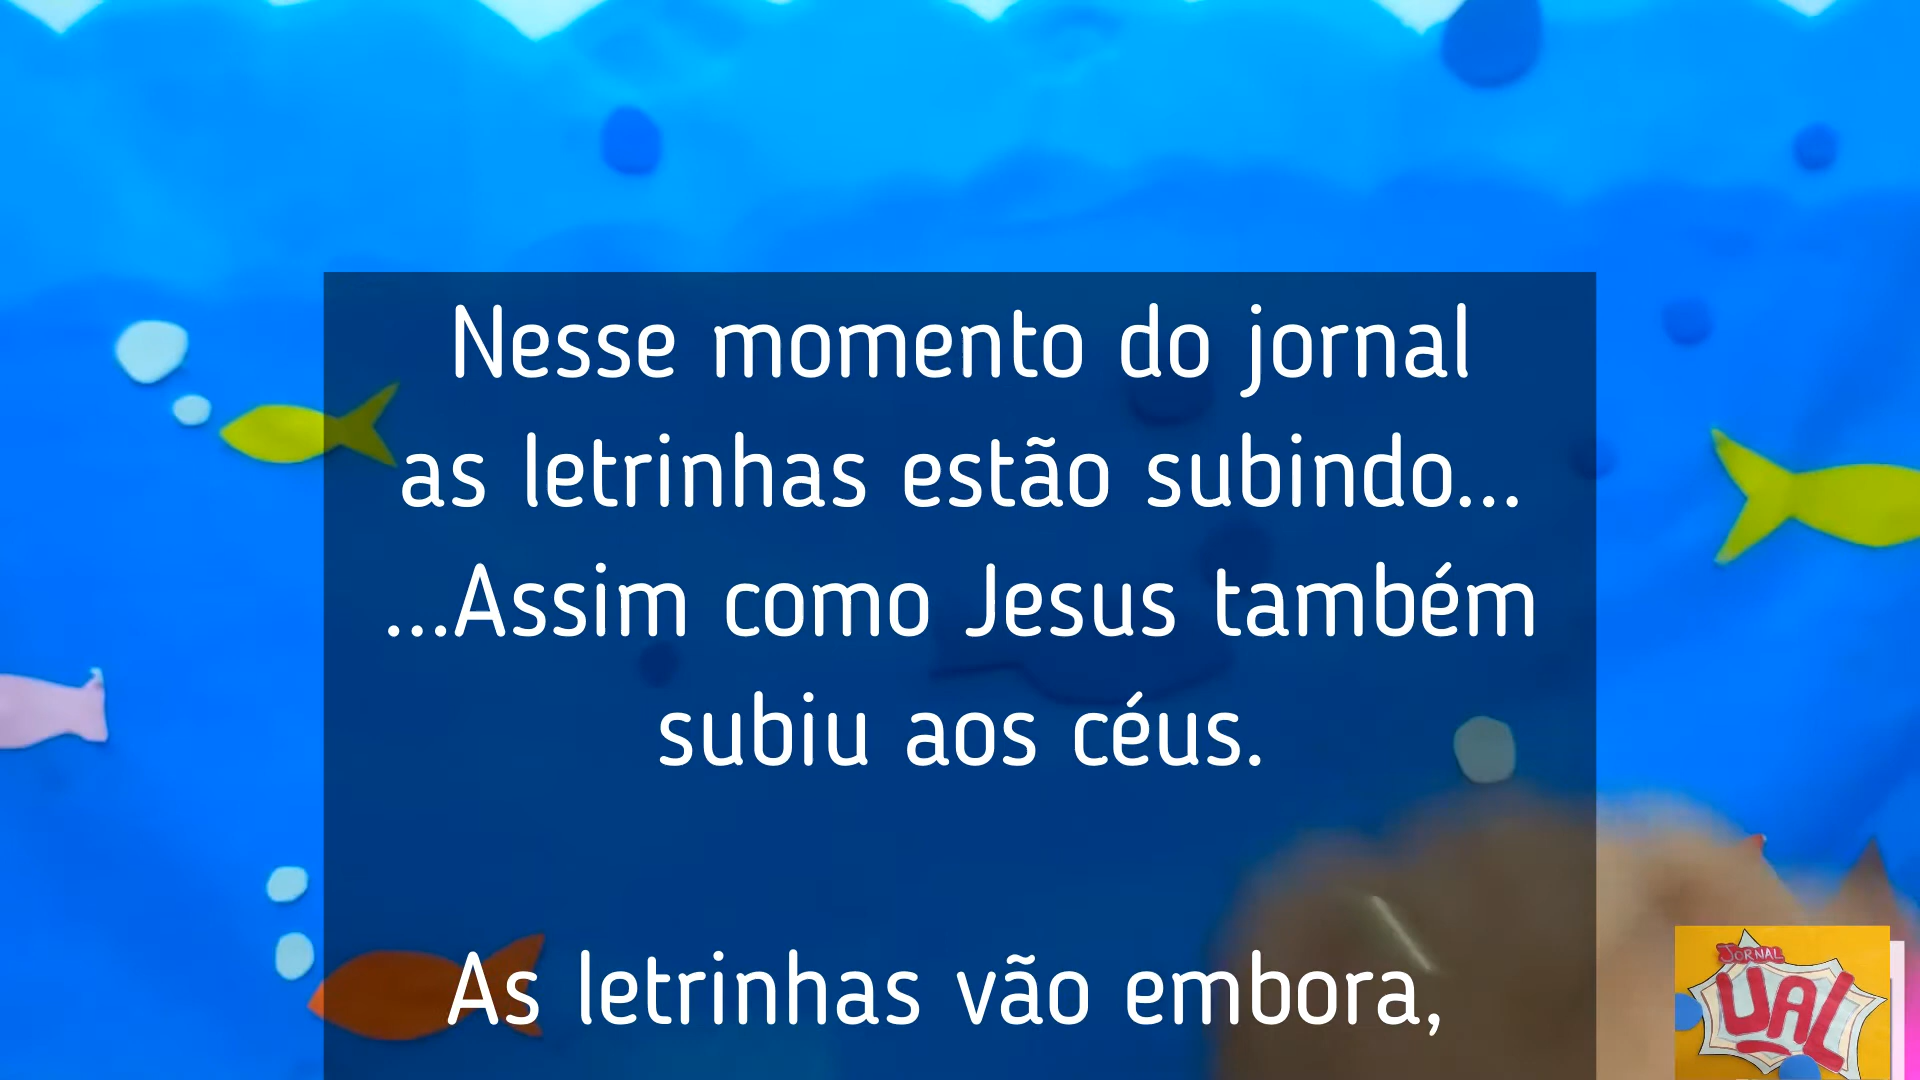 Nesse momento do jornal
as letrinhas estão subindo...
...Assim como Jesus também
subiu aos céus.
As letrinhas vão embora,
JORNAL
UAL